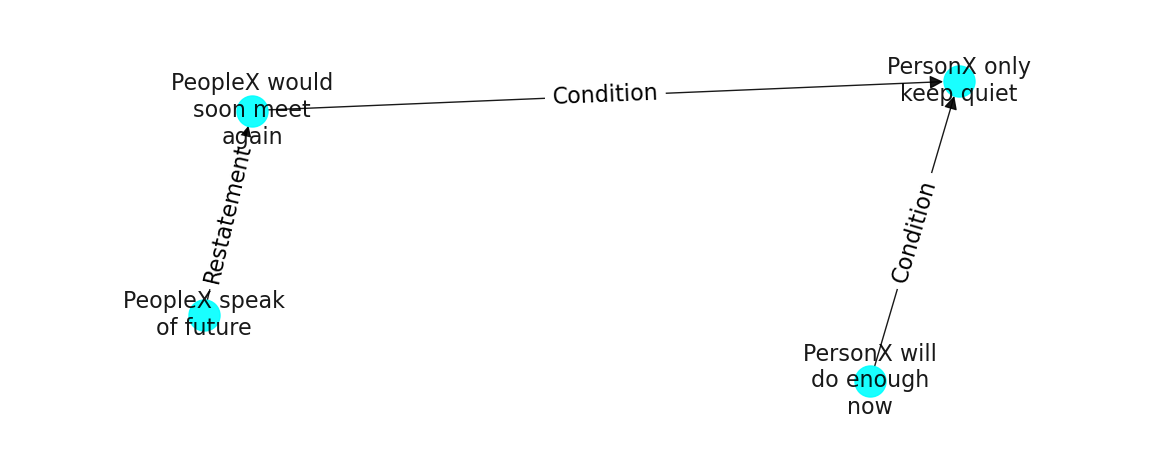 PeopleX would
soon meet
again
Condition
PersonX only
keep quiet
Restatement
Condition
PeopleX speak
of future
PersonX will
do enough
now